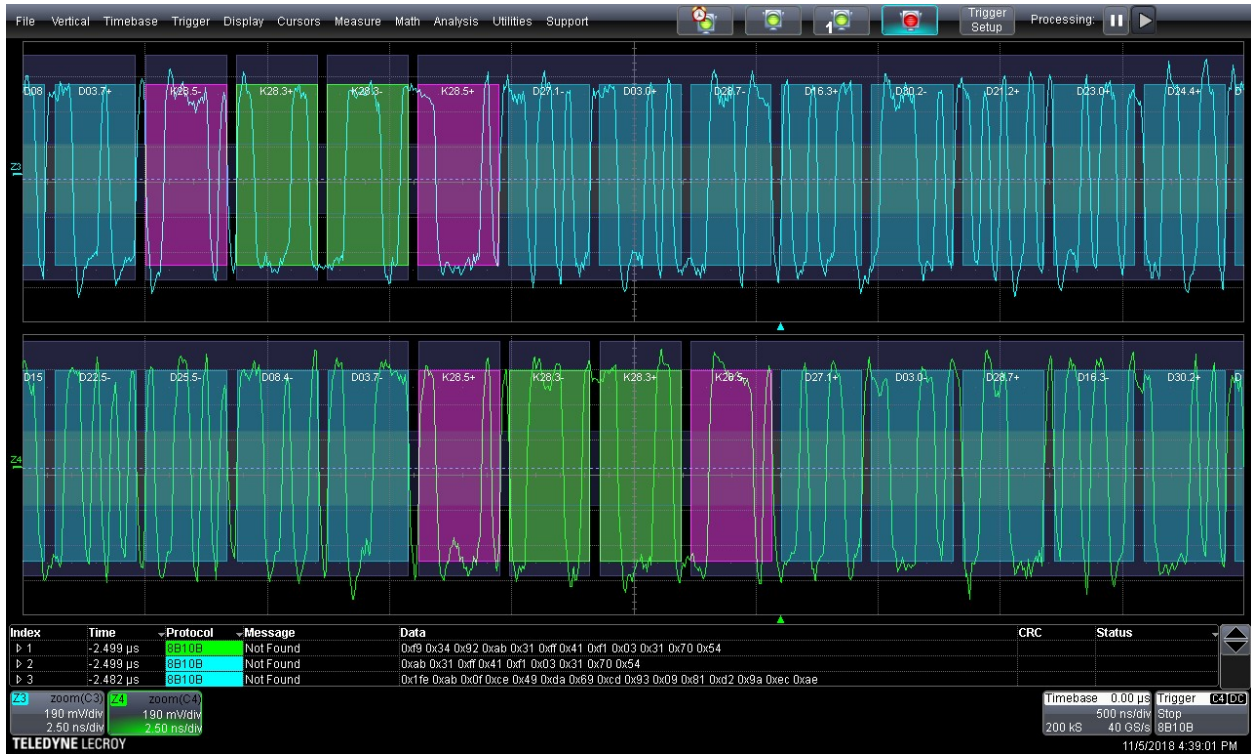 File Vertical Timebase Trigger Display Cursors Measure Math Analysis Utilities Support
1
Trigger Setup
Processing:
D08 D03.7+ K28.5- K28.3+ K28.3- K28.5+ D27.1- D03.0+ D28.7- D16.3+ D30.2- D21.2+ D23.0+ D24.4+ D
Z3
D15 D22.5- D25.5- D08.4- D03.7- K28.5+ K28.3- K28.3+ K28.5- D27.1+ D03.0- D28.7+ D16.3- D30.2+ D
Z4
Index Time Protocol Message Data CRC Status
1 -2.499 µs 8B10B Not Found 0xf9 0x34 0x92 0xab 0x31 0xff 0x41 0xf1 0x03 0x31 0x70 0x54
2 -2.499 µs 8B10B Not Found 0xab 0x31 0xff 0x41 0xf1 0x03 0x31 0x70 0x54
3 -2.482 µs 8B10B Not Found 0x1fe 0xab 0x0f 0xce 0x49 0xda 0x69 0xcd 0x93 0x09 0x81 0xd2 0x9a 0xec 0xae
Z3 zoom(C3) Z4 zoom(C4)
190 mV/div 190 mV/div
2.50 ns/div 2.50 ns/div
Timebase 0.00 µs Trigger C4 DC
500 ns/div Stop
200 kS 40 GS/s 8B10B
TELEDYNE LECROY
11/5/2018 4:39:01 PM